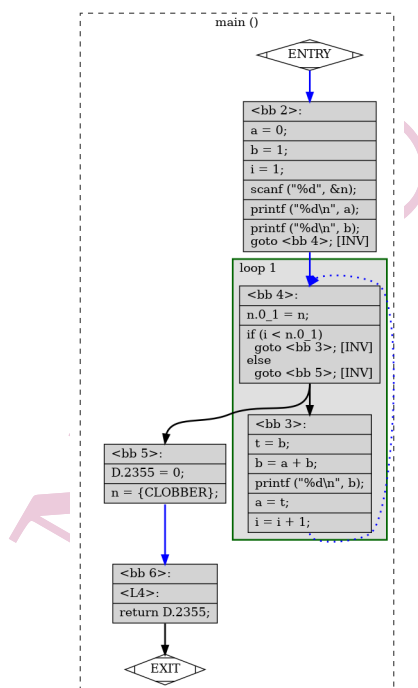 main ()
ENTRY
<bb 2>:
a = 0;
b = 1;
i = 1;
scanf ("%d", &n);
printf ("%d\n", a);
printf ("%d\n", b);
goto <bb 4>; [INV]
loop 1
<bb 4>:
n.0_1 = n;
if (i < n.0_1)
goto <bb 3>; [INV]
else
goto <bb 5>; [INV]
<bb 3>:
t = b;
b = a + b;
printf ("%d\n", b);
a = t;
i = i + 1;
<bb 5>:
D.2355 = 0;
n = {CLOBBER};
<bb 6>:
<L4>:
return D.2355;
EXIT